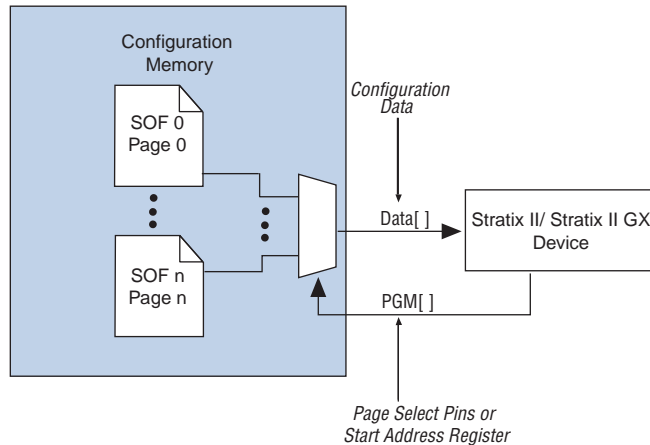 Configuration
Memory
SOF 0
Page 0
SOF n
Page n
Configuration
Data
Data[ ]
Stratix II/ Stratix II GX
Device
PGM[ ]
Page Select Pins or
Start Address Register